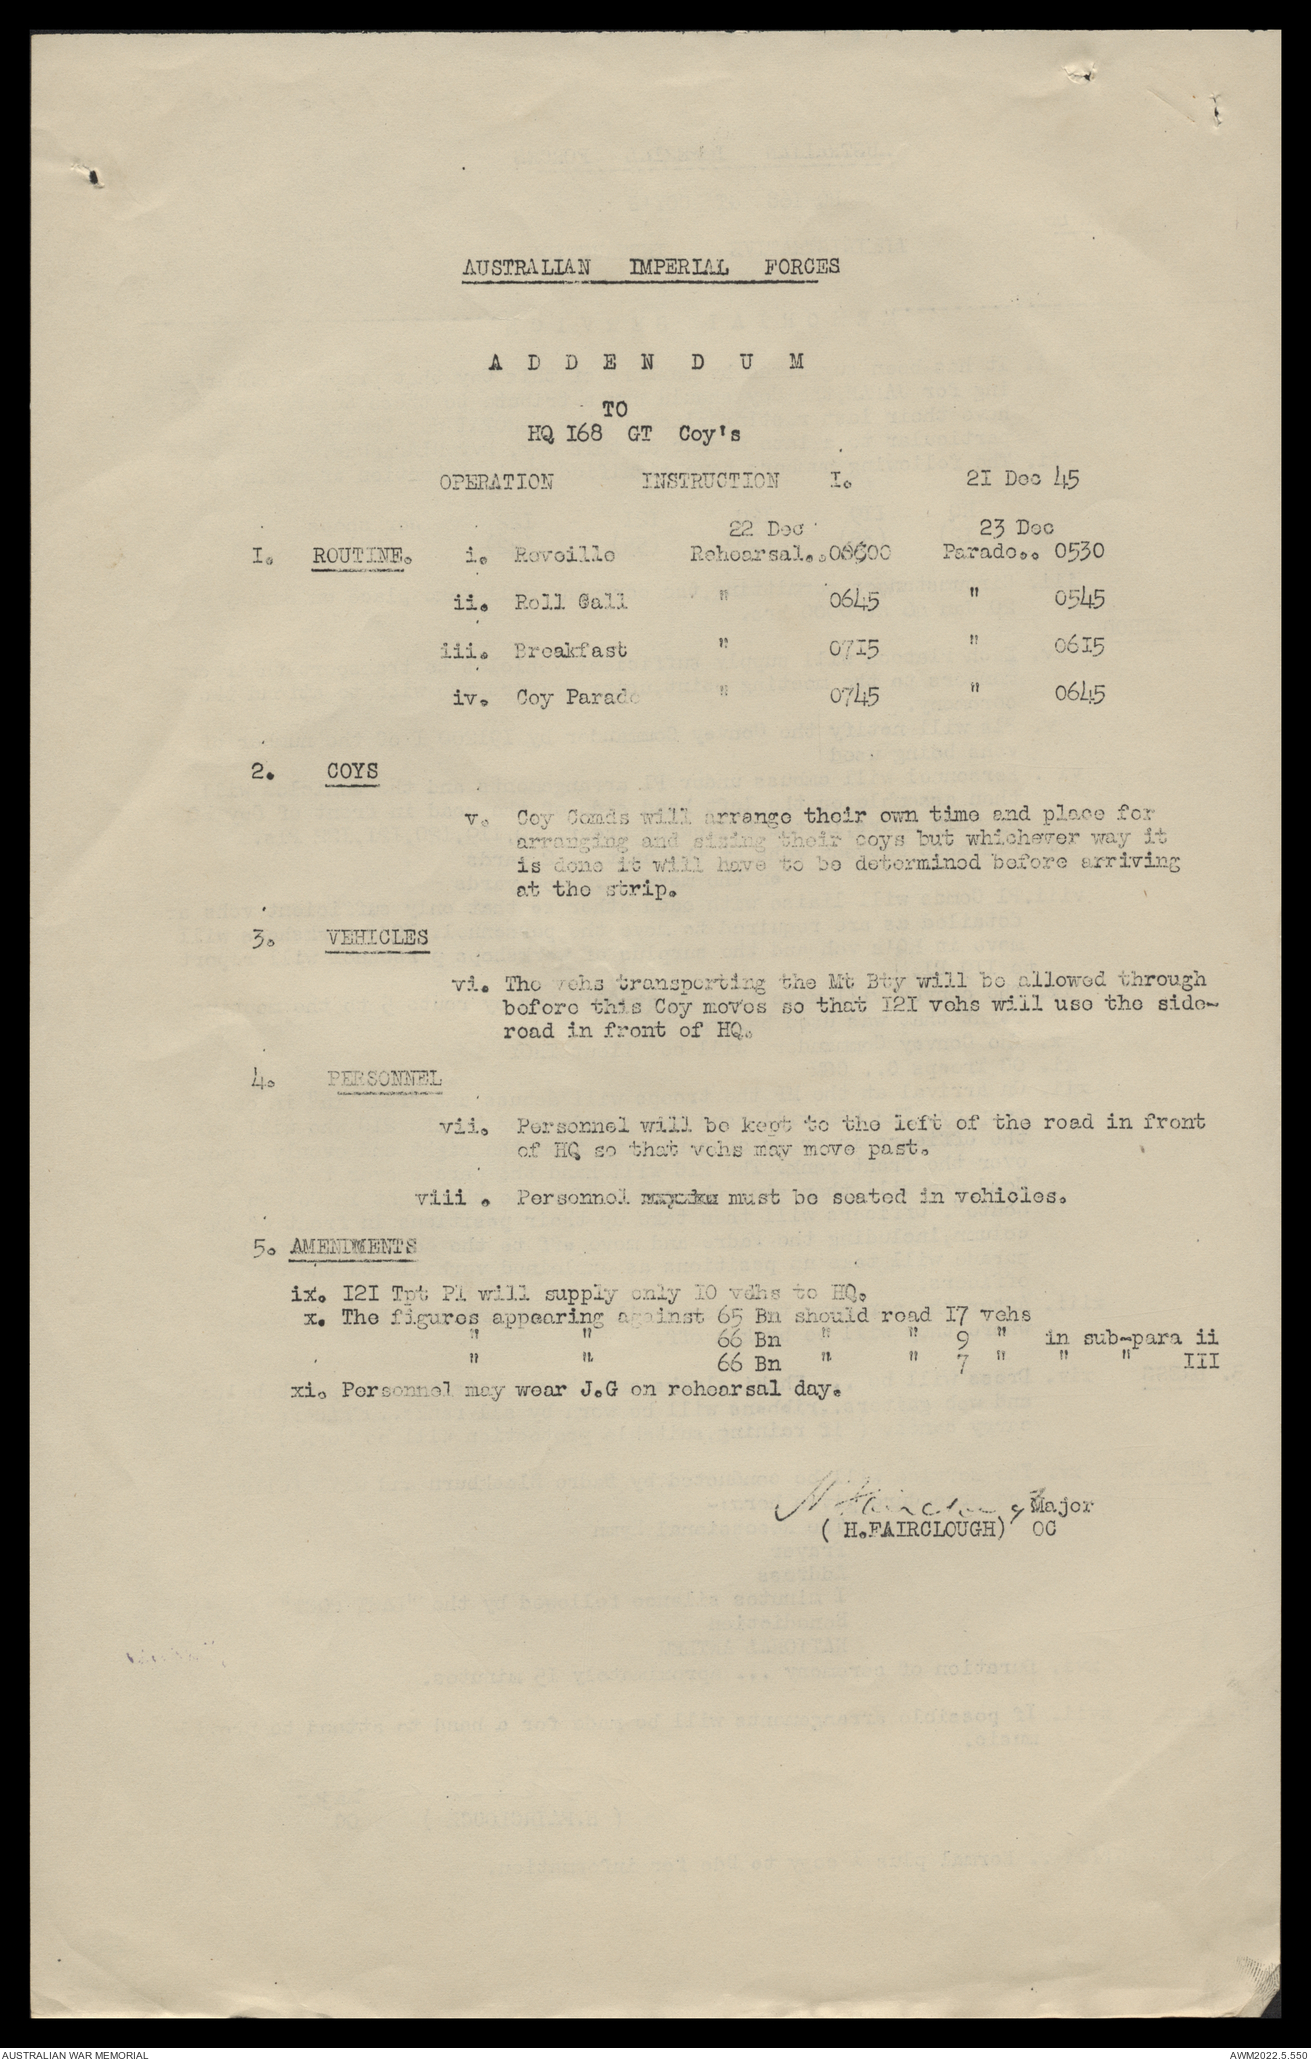 AUSTRALIAN IMPERIAL FORCES
A D D E N D U M
TO
HQ I68 GT Coy's
OPERATION INSTRUCTION I. 2I Dec 45
22 Dec 23 Dec
I. ROUTINE. i. Reveille Rehearsal..0600 Parade.. 0530
ii. Roll Call " 0645 " 0545
iii. Breakfast " 07I5 " 06I5
iv. Coy Parade " 0745 " 0645
2. COYS
v. Coy Comds will arrange their own time and place for
arranging and sizing their coys but whichever way it
is done it will have to be determined before arriving
at the strip.
3. VEHICLES
vi. The vehs transporting the Mt Bty will be allowed through
before this Coy moves so that I2I vehs will use the side-
road in front of HQ.
4. PERSONNEL
vii. Personnel will be kept to the left of the road in front
of HQ so that vehs may move past.
viii . Personnel must be seated in vehicles.
5. AMENDMENTS
ix. I2I Tpt Pl will supply only I0 vehs to HQ.
x. The figures appearing against 65 Bn should read I7 vehs
" " 66 Bn " " 9 " in sub-para ii
" " 66 Bn " " 7 " " " III
xi. Personnel may wear J.G on rehearsal day.
H Fairclough Major
( H.FAIRCLOUGH) OC
AUSTRALIAN WAR MEMORIAL
AWM2022.5.550